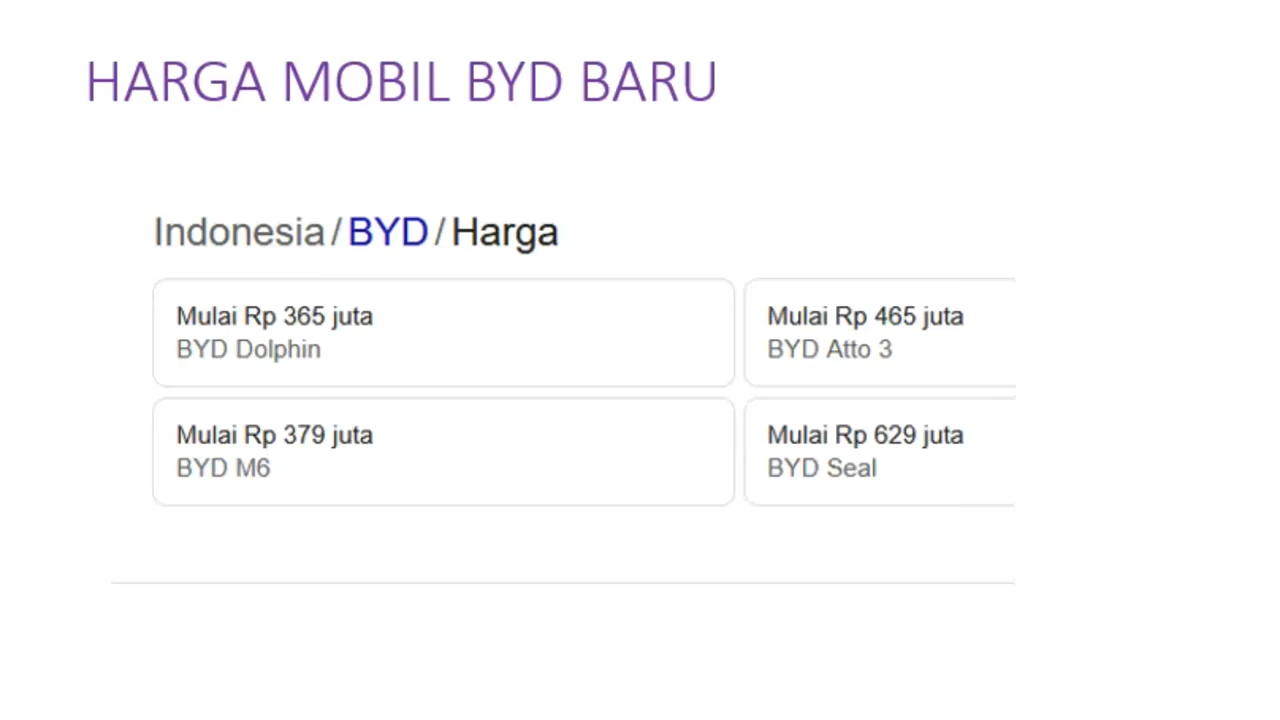 HARGA MOBIL BYD BARU
Indonesia/BYD/Harga
Mulai Rp 365 juta
BYD Dolphin
Mulai Rp 465 juta
BYD Atto 3
Mulai Rp 379 juta
BYD M6
Mulai Rp 629 juta
BYD Seal